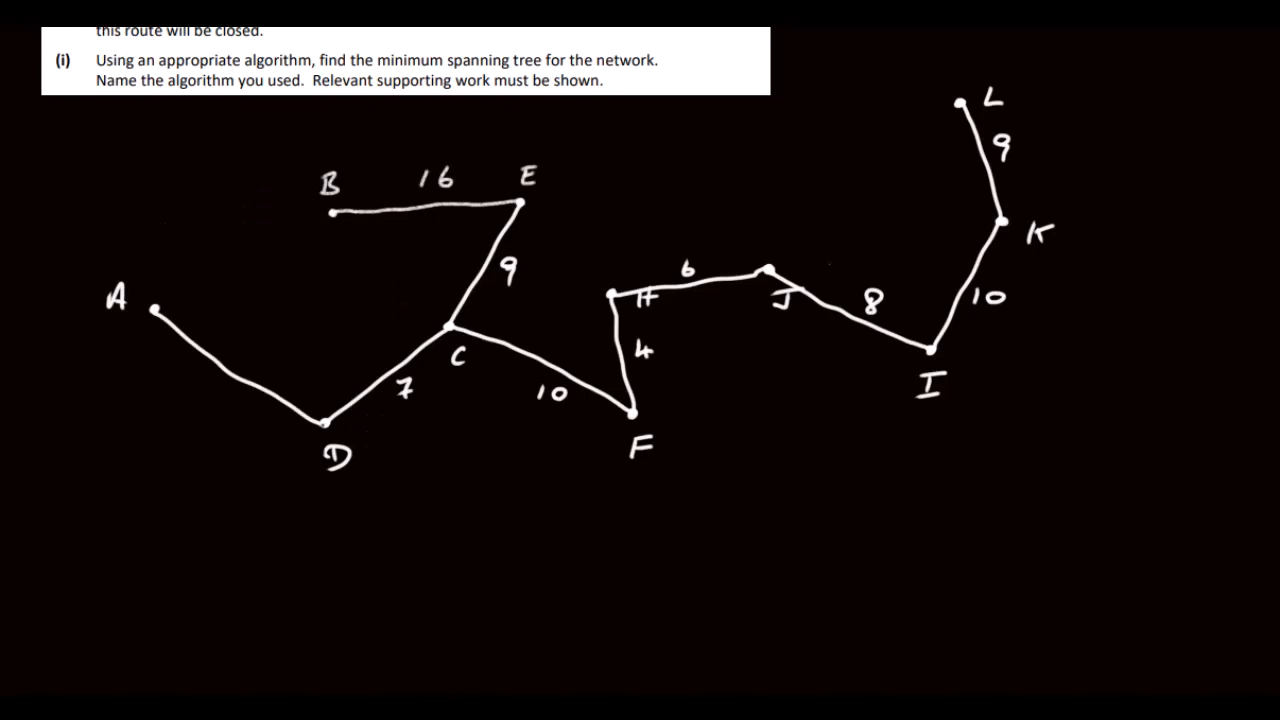 this route will be closed.
(i) Using an appropriate algorithm, find the minimum spanning tree for the network.
Name the algorithm you used. Relevant supporting work must be shown.
L
9
B 16 E
K
9
A
6
H
J
8
10
C
4
7
10
I
D
F